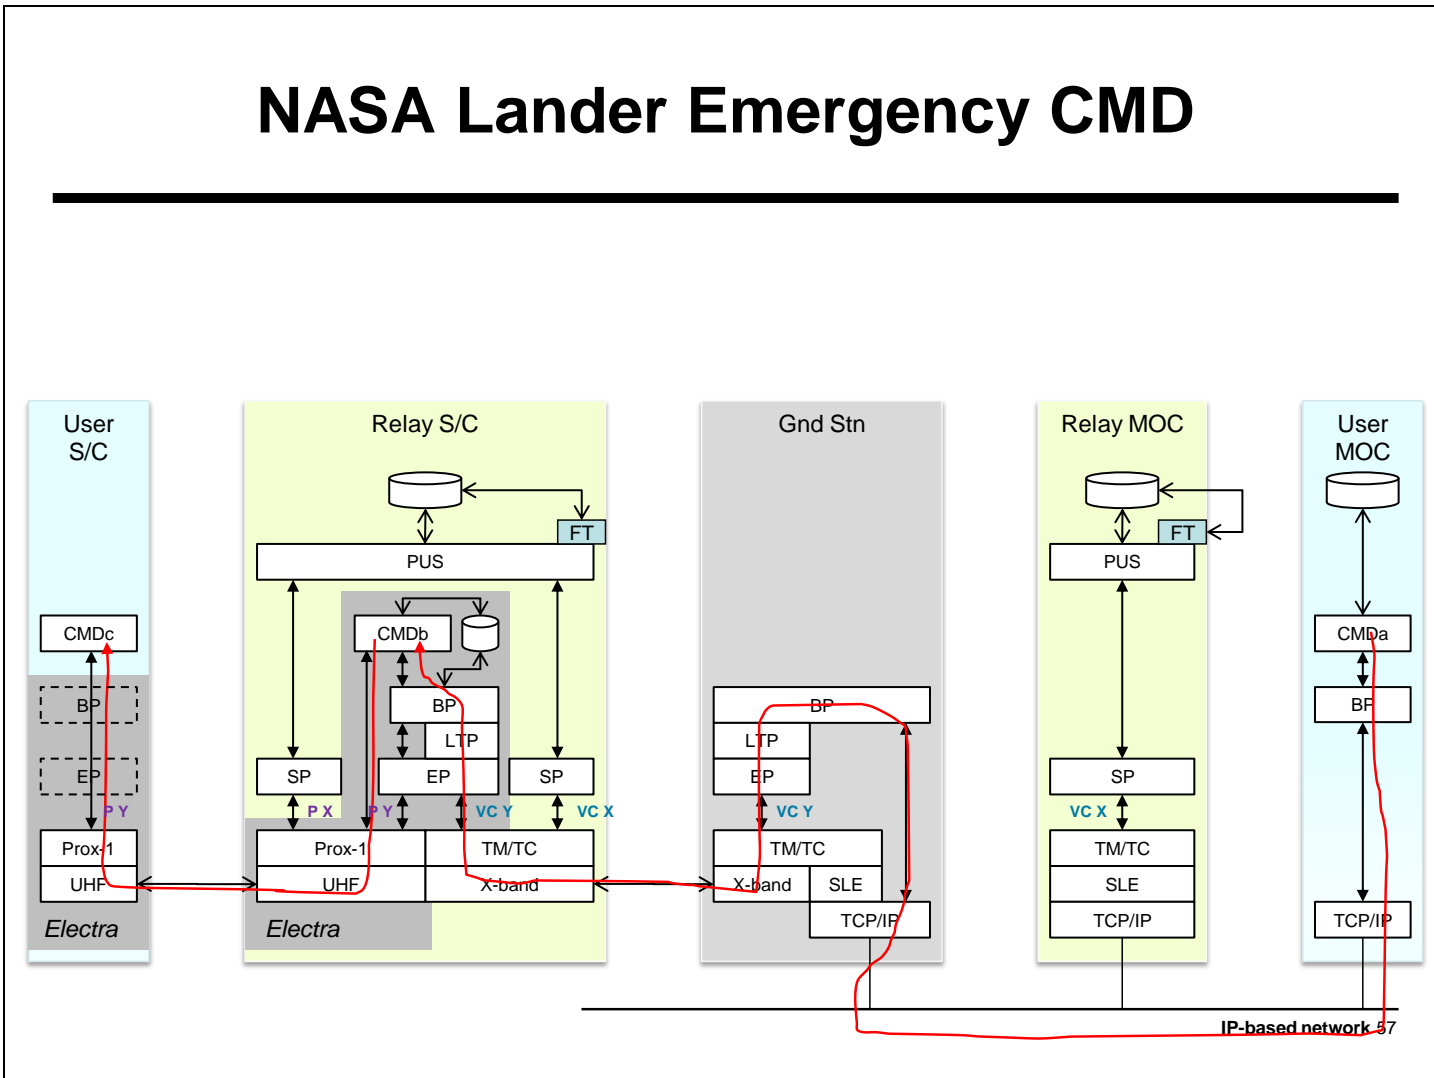 NASA Lander Emergency CMD
User
S/C
CMDc
BP
EP
P Y
Prox-1
UHF
Electra
Relay S/C
FT
PUS
CMDb
BP
LTP
SP
EP
SP
P X
P Y
VC Y
VC X
Prox-1
TM/TC
UHF
X-band
Electra
Gnd Stn
BP
LTP
EP
VC Y
TM/TC
X-band
SLE
TCP/IP
Relay MOC
FT
PUS
SP
VC X
TM/TC
SLE
TCP/IP
User
MOC
CMDa
BP
TCP/IP
IP-based network 57